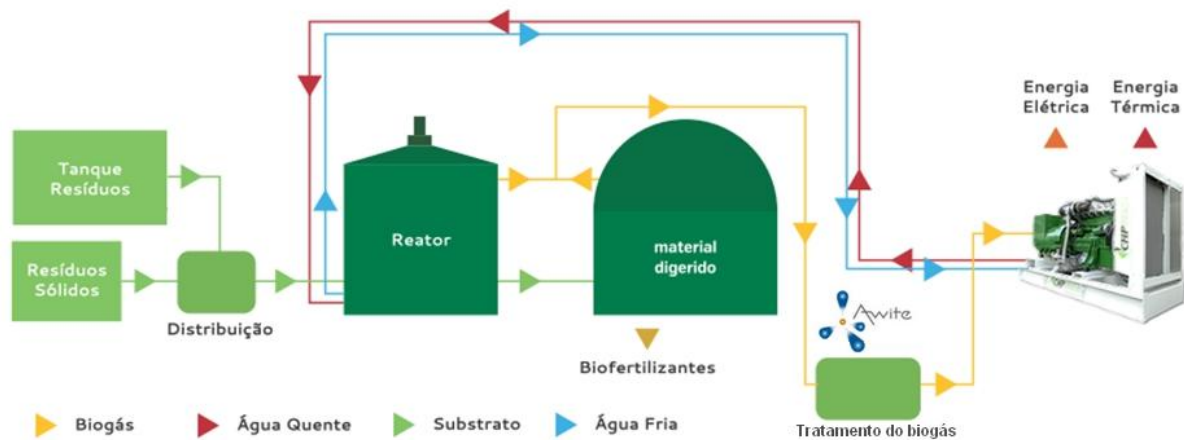 Energia
Elétrica
Energia
Térmica
Tanque
Resíduos
Resíduos
Sólidos
Distribuição
Reator
material
digerido
Biofertilizantes
Awite
CHP
Tratamento do biogás
Biogás
Água Quente
Substrato
Água Fria